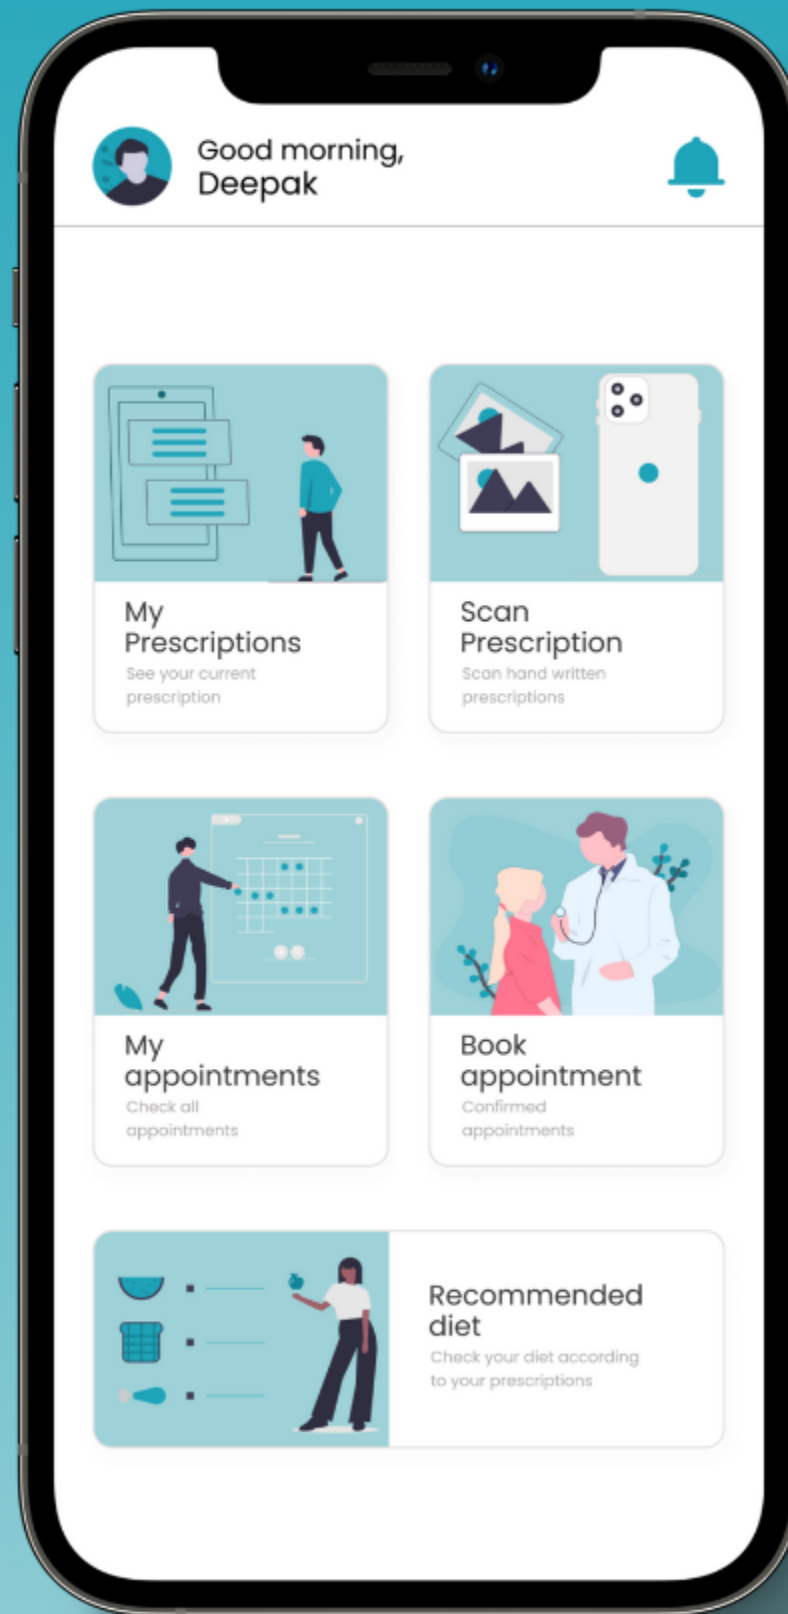 Good morning,
Deepak
My
Prescriptions
See your current
prescription
Scan
Prescription
Scan hand written
prescriptions
My
appointments
Check all
appointments
Book
appointment
Confirmed
appointments
Recommended
diet
Check your diet according
to your prescriptions